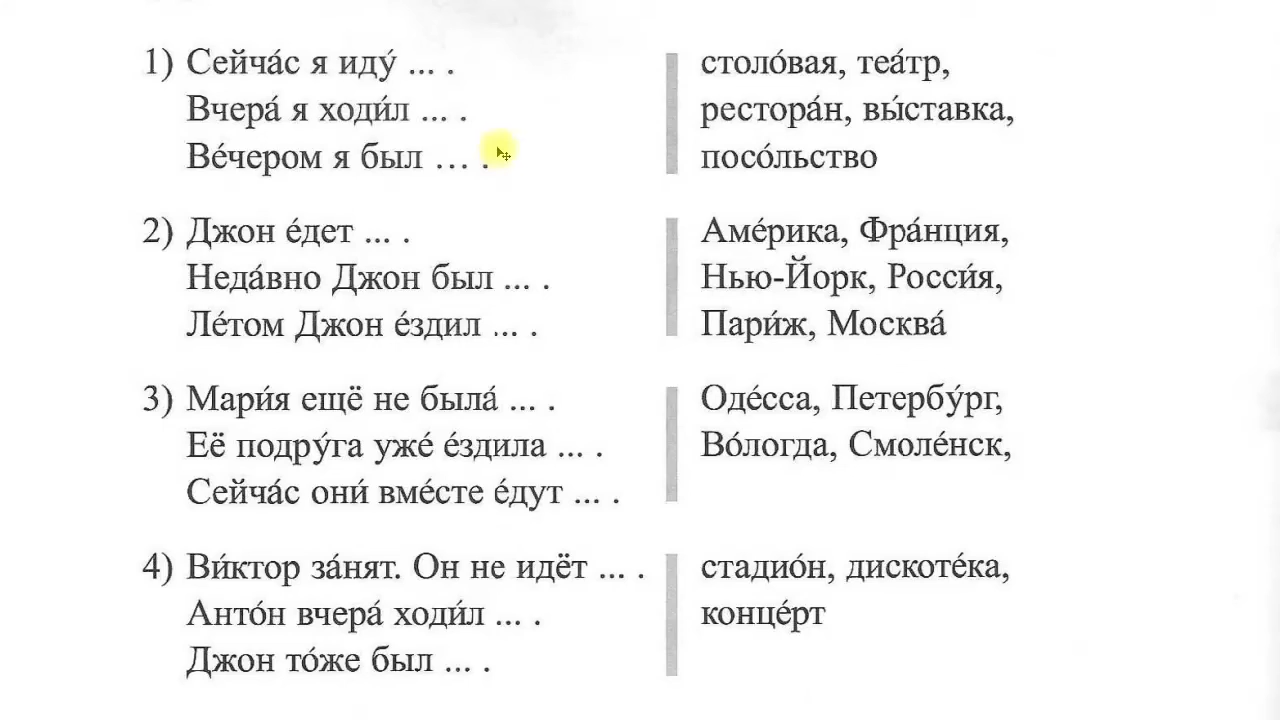 1) Сейча́с я иду́ ... .
Вчера́ я ходи́л ... .
Ве́чером я был ... .
столо́вая, теа́тр,
рестора́н, вы́ставка,
посо́льство
2) Джон е́дет ... .
Неда́вно Джон был ... .
Ле́том Джон е́здил ... .
Аме́рика, Фра́нция,
Нью-Йорк, Росси́я,
Пари́ж, Москва́
3) Мари́я ещё не была́ ... .
Её подру́га уже́ е́здила ... .
Сейча́с они́ вме́сте е́дут ... .
Оде́сса, Петербу́рг,
Во́логда, Смоле́нск,
4) Ви́ктор за́нят. Он не идёт ... .
Анто́н вчера́ ходи́л ... .
Джон то́же был ... .
стадио́н, дискоте́ка,
конце́рт